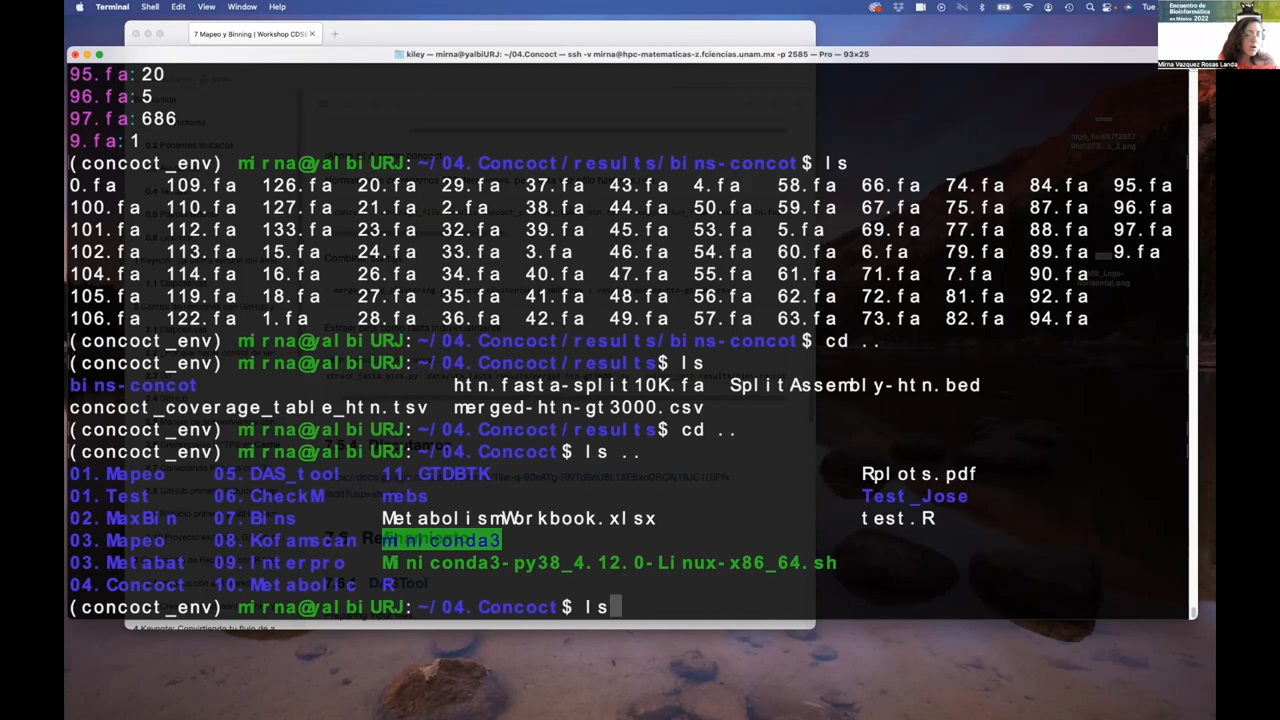 Terminal Shell Edit View Window Help Tue
Encuentro de Bioinformática en México 2022
Mirna Vazquez Rosas Landa
7 Mapeo y Binning | Workshop CDS
kiley — mirna@yalbiURJ: ~/04.Concoct — ssh -v mirna@hpc-matematicas-z.fciencias.unam.mx -p 2585 — Pro — 93×25
95.fa:20
96.fa:5
97.fa:686
9.fa:1
(concoct_env) mirna@yalbiURJ:~/04.Concoct/results/bins-concot$ ls
0.fa 109.fa 126.fa 20.fa 29.fa 37.fa 43.fa 4.fa 58.fa 66.fa 74.fa 84.fa 95.fa
100.fa 110.fa 127.fa 21.fa 2.fa 38.fa 44.fa 50.fa 59.fa 67.fa 75.fa 87.fa 96.fa
101.fa 112.fa 133.fa 23.fa 32.fa 39.fa 45.fa 53.fa 5.fa 69.fa 77.fa 88.fa 97.fa
102.fa 113.fa 15.fa 24.fa 33.fa 3.fa 46.fa 54.fa 60.fa 6.fa 79.fa 89.fa 9.fa
104.fa 114.fa 16.fa 26.fa 34.fa 40.fa 47.fa 55.fa 61.fa 71.fa 7.fa 90.fa
105.fa 11.fa 18.fa 27.fa 35.fa 41.fa 48.fa 56.fa 62.fa 72.fa 81.fa 92.fa
106.fa 122.fa 1.fa 28.fa 36.fa 42.fa 49.fa 57.fa 63.fa 73.fa 82.fa 94.fa
(concoct_env) mirna@yalbiURJ:~/04.Concoct/results/bins-concot$ cd ..
(concoct_env) mirna@yalbiURJ:~/04.Concoct/results$ ls
bins-concot htn.fasta-split10K.fa SplitAssembly-htn.bed
concoct_coverage_table_htn.tsv merged-htn-gt3000.csv
(concoct_env) mirna@yalbiURJ:~/04.Concoct/results$ cd ..
(concoct_env) mirna@yalbiURJ:~/04.Concoct$ ls ..
01.Mapeo 05.DAS_tool 11.GTDBTK Rplots.pdf
01.Test 06.CheckM mebs Test_Jose
02.MaxBin 07.Bins MetabolismWorkbook.xlsx test.R
03.Mapeo 08.Kofamscan miniconda3
03.Metabat 09.Interpro Miniconda3-py38_4.12.0-Linux-x86_64.sh
04.Concoct 10.Metabolic R
(concoct_env) mirna@yalbiURJ:~/04.Concoct$ ls